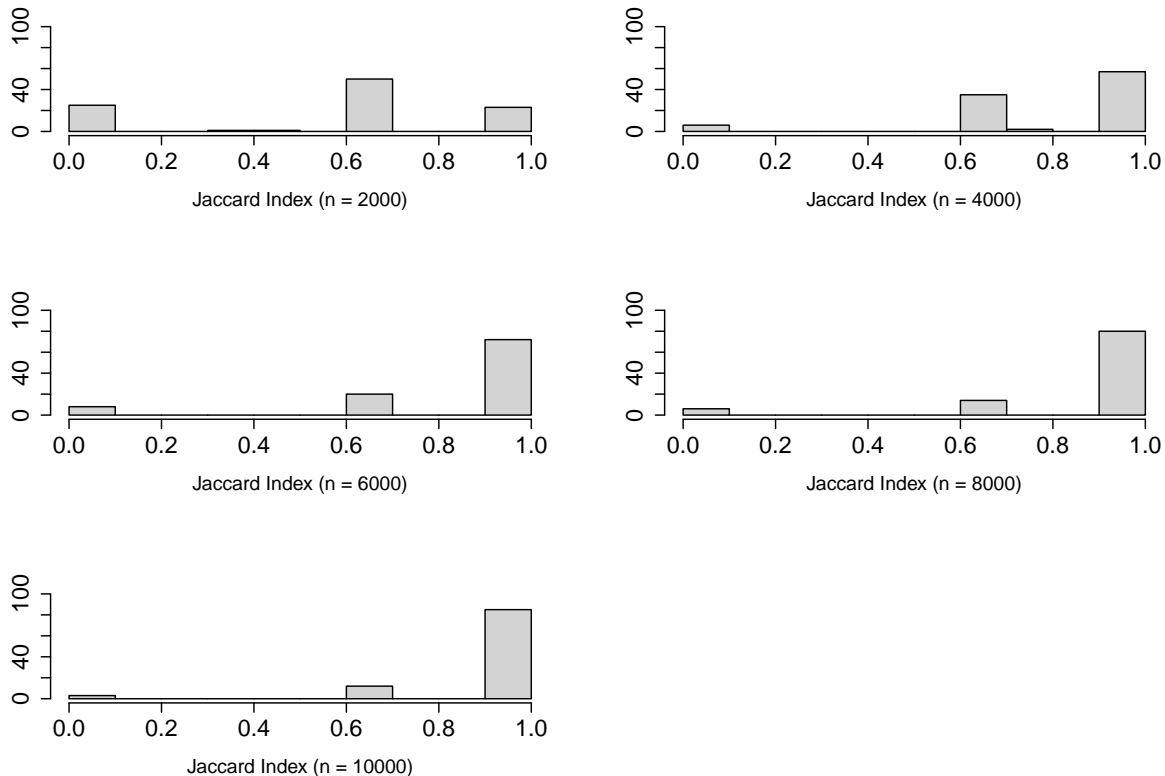 0 40 100
0.0 0.2 0.4 0.6 0.8 1.0
Jaccard Index (n = 2000)
0 40 100
0.0 0.2 0.4 0.6 0.8 1.0
Jaccard Index (n = 4000)
0 40 100
0.0 0.2 0.4 0.6 0.8 1.0
Jaccard Index (n = 6000)
0 40 100
0.0 0.2 0.4 0.6 0.8 1.0
Jaccard Index (n = 8000)
0 40 100
0.0 0.2 0.4 0.6 0.8 1.0
Jaccard Index (n = 10000)